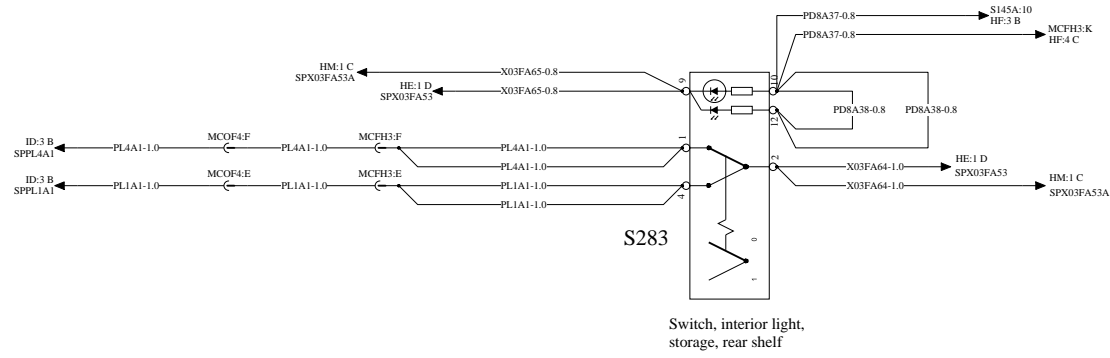 PD8A37-0.8
S145A:10
HF:3 B
PD8A37-0.8
MCFH3:K
HF:4 C
HM:1 C
SPX03FA53A
X03FA65-0.8
9
10
HE:1 D
SPX03FA53
X03FA65-0.8
PD8A38-0.8
PD8A38-0.8
12
ID:3 B
SPPL4A1
PL4A1-1.0
MCOF4:F
PL4A1-1.0
MCFH3:F
PL4A1-1.0
1
PL4A1-1.0
2
X03FA64-1.0
HE:1 D
SPX03FA53
ID:3 B
SPPL1A1
PL1A1-1.0
MCOF4:E
PL1A1-1.0
MCFH3:E
PL1A1-1.0
4
PL1A1-1.0
X03FA64-1.0
HM:1 C
SPX03FA53A
S283
0
1
Switch, interior light,
storage, rear shelf